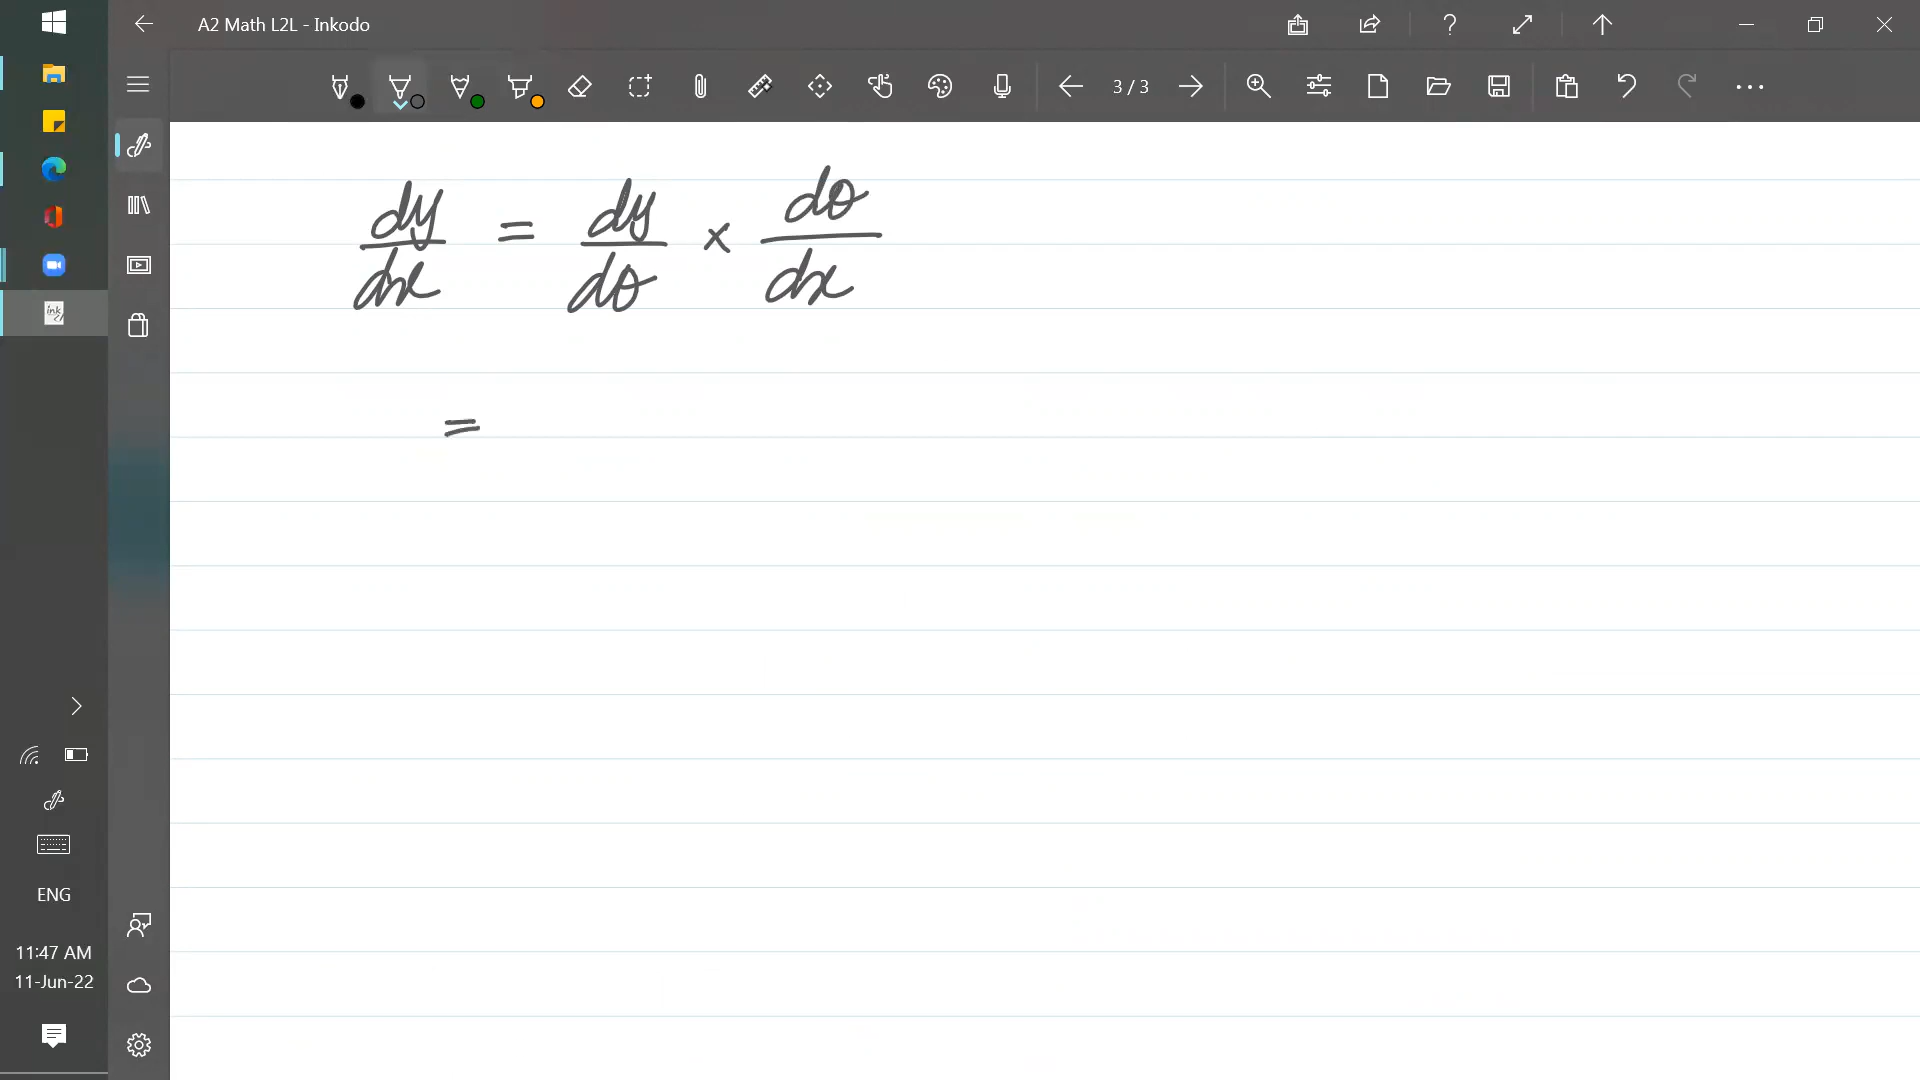 A2 Math L2L - Inkodo
3 / 3
dy/dx = dy/dθ × dθ/dx
=
ENG
11:47 AM
11-Jun-22